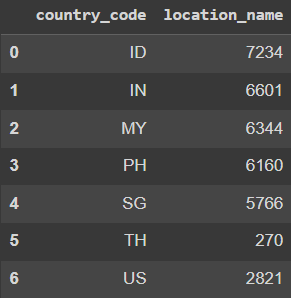 country_code location_name
0 ID 7234
1 IN 6601
2 MY 6344
3 PH 6160
4 SG 5766
5 TH 270
6 US 2821